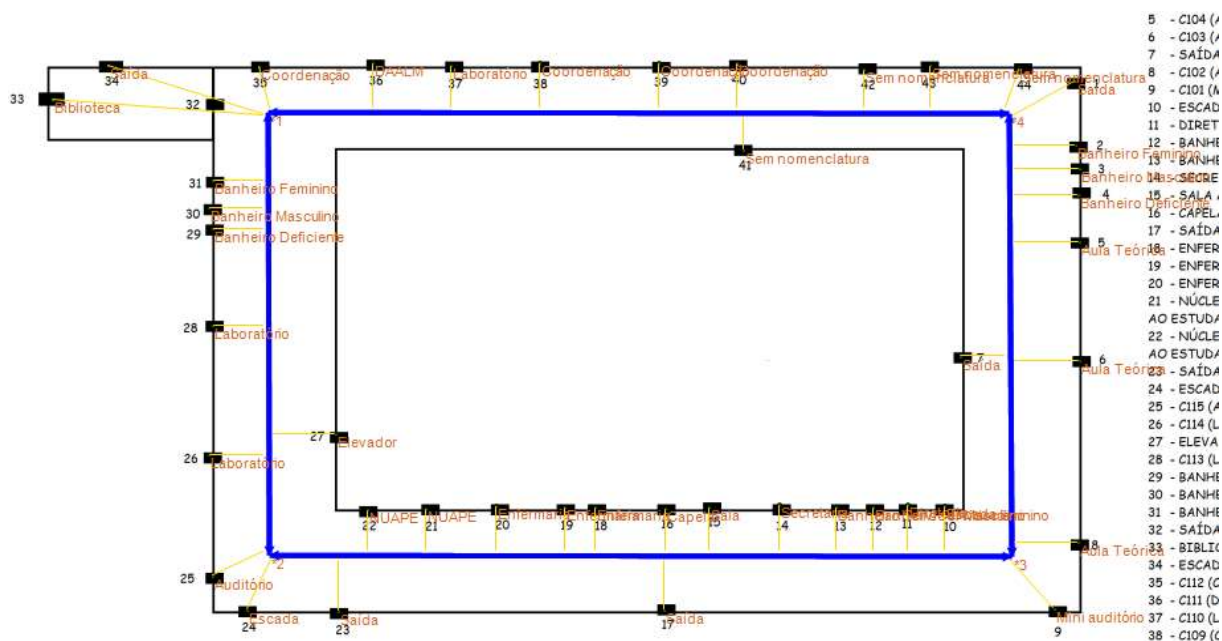 34
Saída
35
Coordenação
36
DAALM
37
Laboratório
38
Coordenação
39
Coordenação
40
Coordenação
42
Sem nomenclatura
43
Sem nomenclatura
44
Sem nomenclatura
1
Saída
33
Biblioteca
32
*1
*4
2
Banheiro Feminino
41
Sem nomenclatura
3
Banheiro Masculino
31
Banheiro Feminino
4
Banheiro Deficiente
30
Banheiro Masculino
29
Banheiro Deficiente
5
Aula Teórica
28
Laboratório
7
Saída
6
Aula Teórica
27
Elevador
26
Laboratório
22
NUAPE
21
NUAPE
20
19
18
16
15
14
13
12
11
10
8
Aula Teórica
*2
*3
25
Auditório
24
Escada
23
Saída
17
Saída
9
Mini auditório
5 - C104 (A
6 - C103 (A
7 - SAÍDA
8 - C102 (A
9 - C101 (M
10 - ESCAD
11 - DIRET
12 - BANHE
13 - BANHE
14 - SECRE
15 - SALA
16 - CAPELA
17 - SAÍDA
18 - ENFER
19 - ENFER
20 - ENFER
21 - NÚCLE
AO ESTUDA
22 - NÚCLE
AO ESTUDA
23 - SAÍDA
24 - ESCAD
25 - C115 (A
26 - C114 (L
27 - ELEVA
28 - C113 (L
29 - BANHE
30 - BANHE
31 - BANHE
32 - SAÍDA
33 - BIBLIO
34 - ESCAD
35 - C112 (C
36 - C111 (D
37 - C110 (L
38 - C109 (C